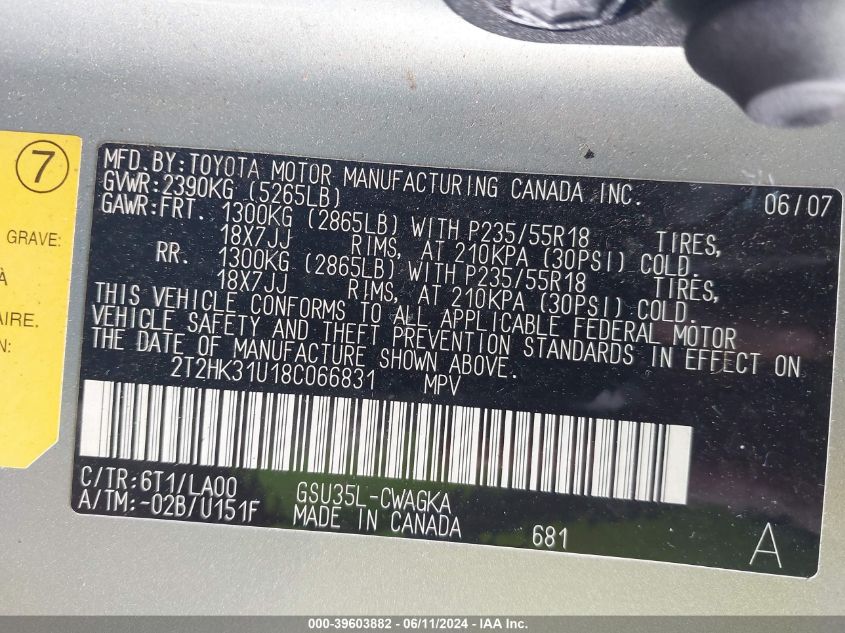 7
GRAVE:
À
AIRE.
N:
MFD.BY:TOYOTA MOTOR MANUFACTURING CANADA INC. 06/07
GVWR:2390KG (5265LB)
GAWR:FRT. 1300KG (2865LB) WITH P235/55R18 TIRES,
18X7JJ RIMS, AT 210KPA (30PSI) COLD.
RR. 1300KG (2865LB) WITH P235/55R18 TIRES,
18X7JJ RIMS, AT 210KPA (30PSI) COLD.
THIS VEHICLE CONFORMS TO ALL APPLICABLE FEDERAL MOTOR
VEHICLE SAFETY AND THEFT PREVENTION STANDARDS IN EFFECT ON
THE DATE OF MANUFACTURE SHOWN ABOVE.
2T2HK31U18C066831 MPV
C/TR:6T1/LA00 GSU35L-CWAGKA
A/TM:-02B/U151F MADE IN CANADA 681 A
000-39603882 - 06/11/2024 - IAAI.com